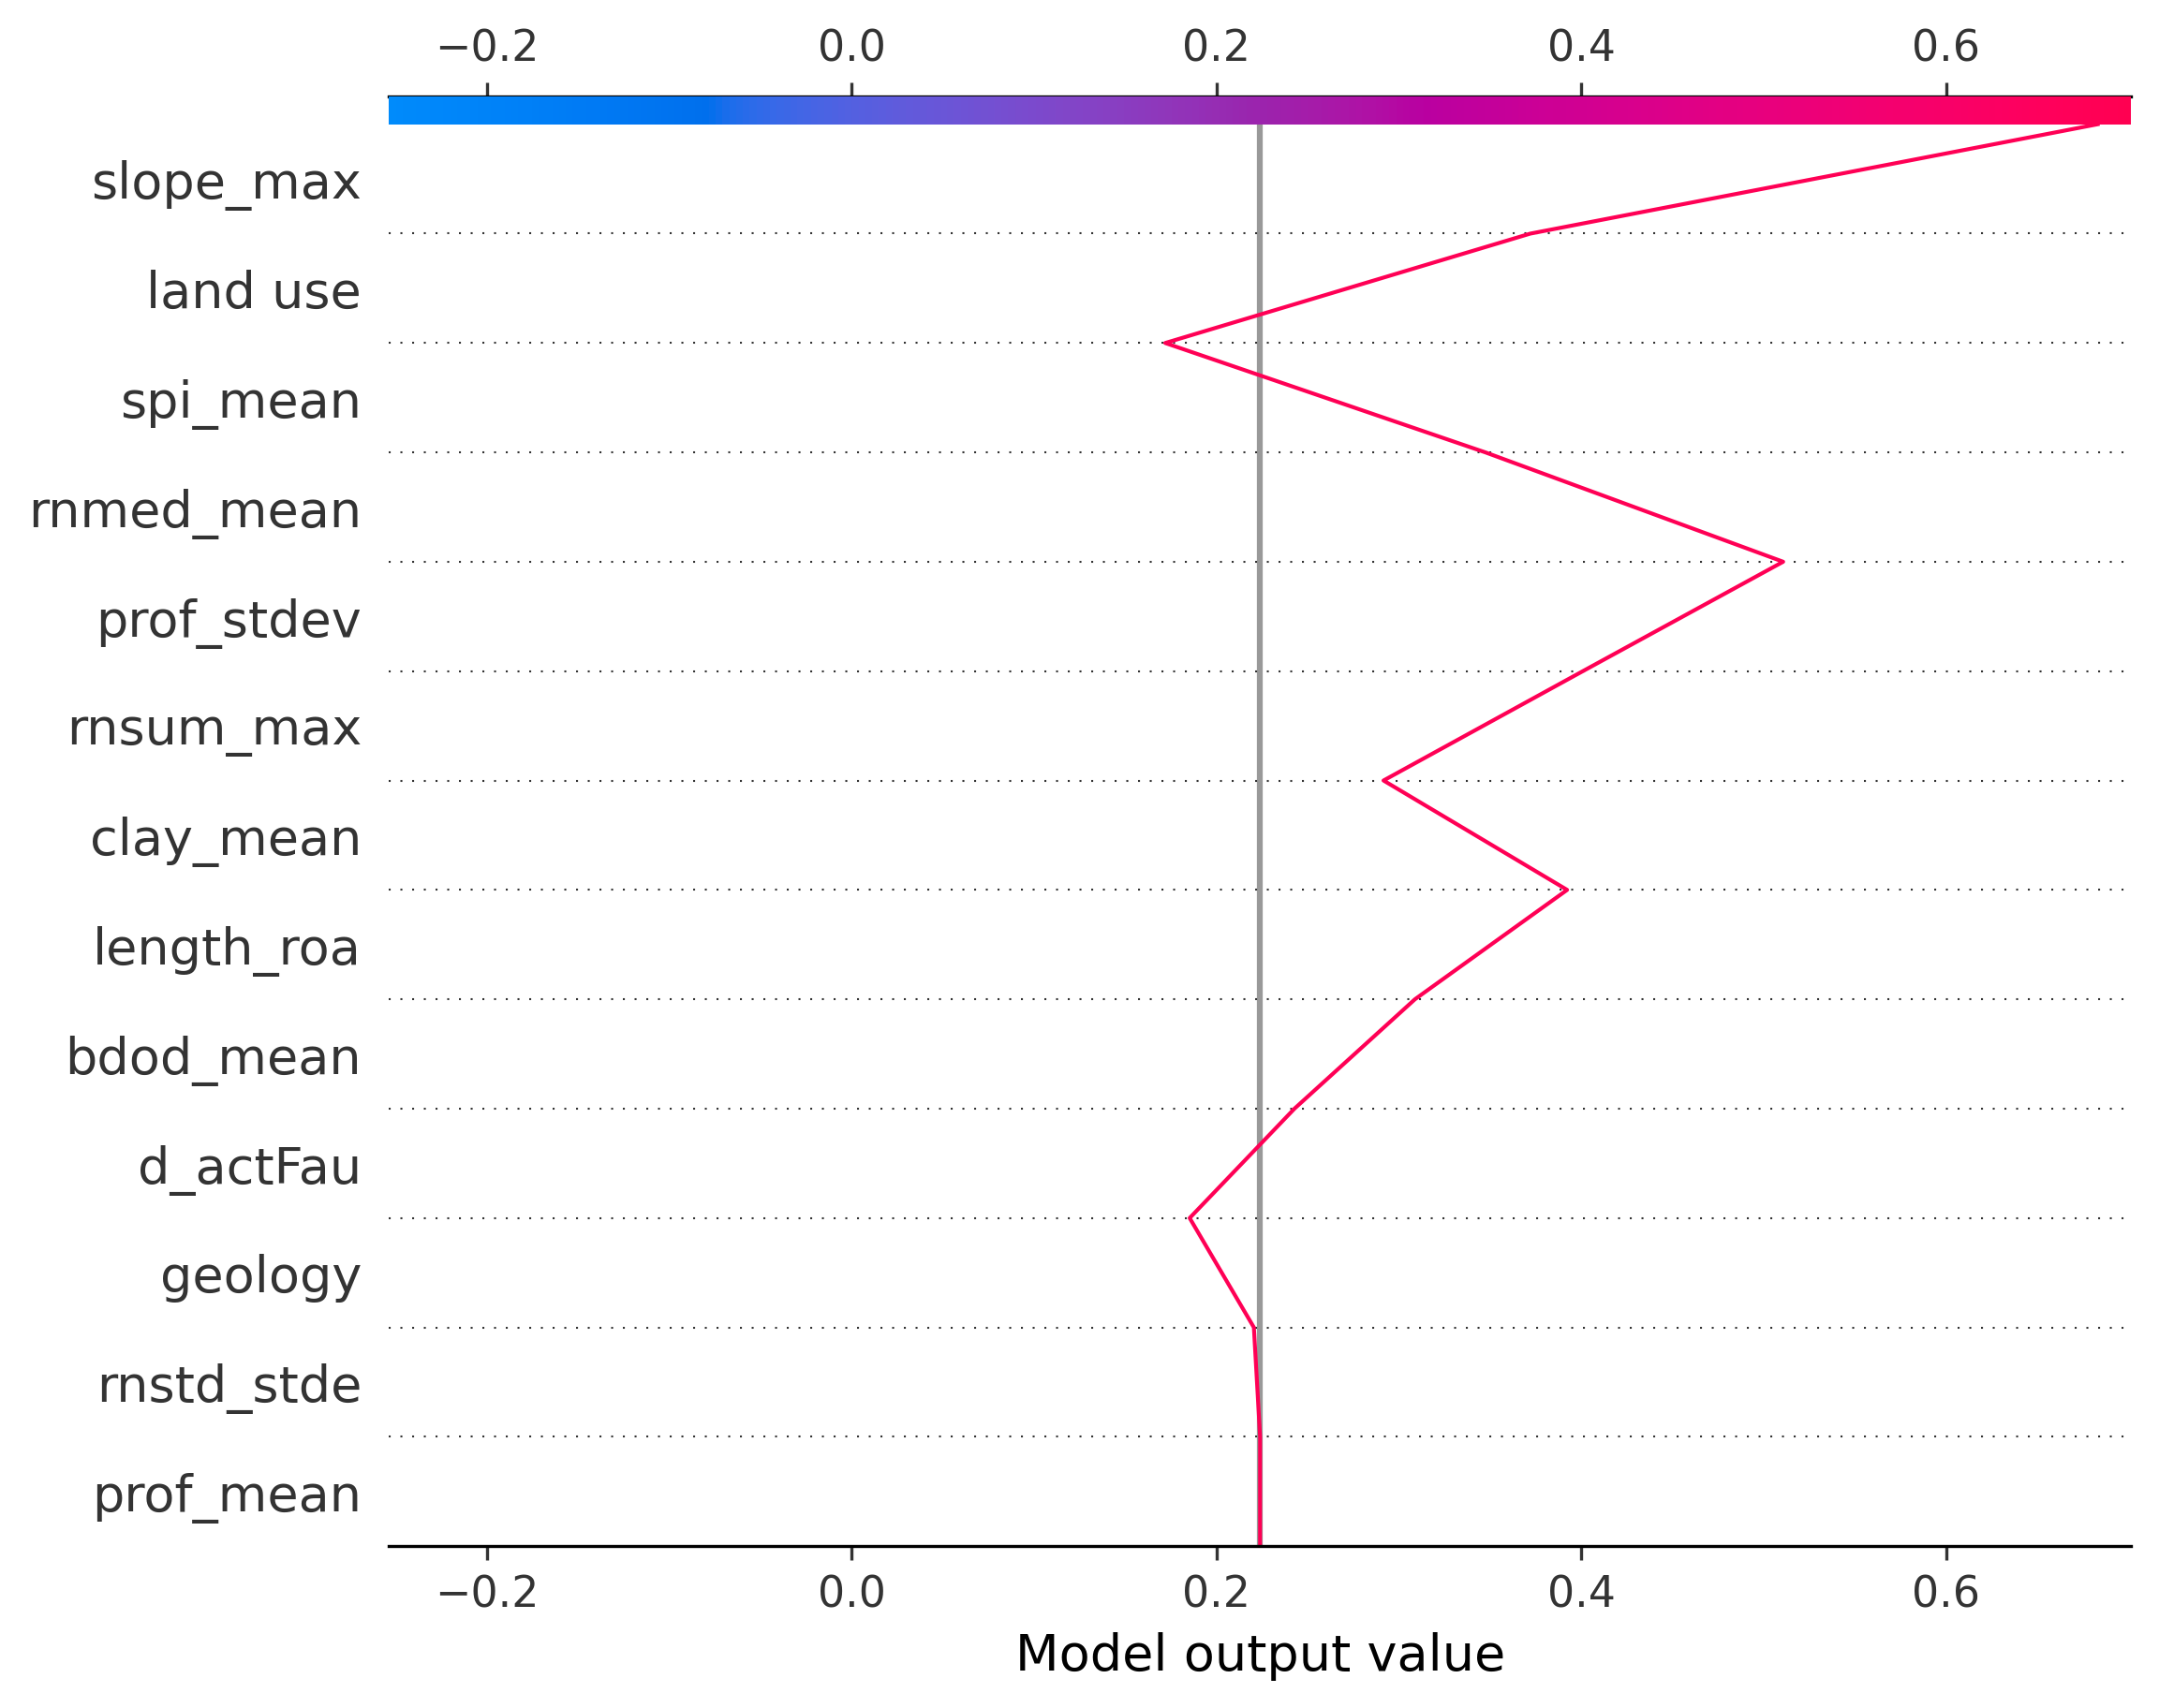 −0.2 0.0 0.2 0.4 0.6
slope_max
land use
spi_mean
rnmed_mean
prof_stdev
rnsum_max
clay_mean
length_roa
bdod_mean
d_actFau
geology
rnstd_stde
prof_mean
−0.2 0.0 0.2 0.4 0.6
Model output value